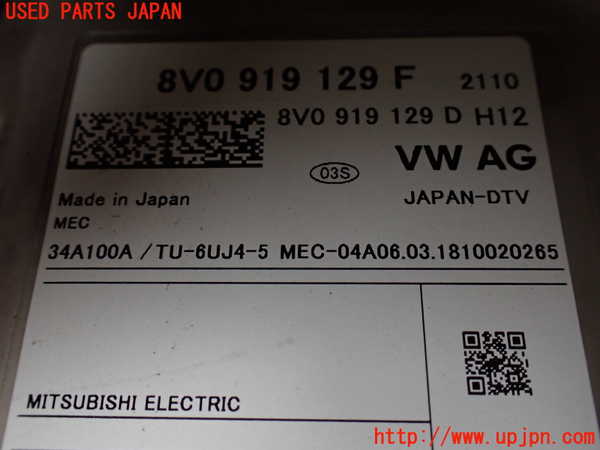 USED PARTS JAPAN
8V0 919 129 F 2110
8V0 919 129 D H12
03S VW AG
Made in Japan JAPAN-DTV
MEC
34A100A / TU-6UJ4-5 MEC-04A06.03.1810020265
MITSUBISHI ELECTRIC
http://www.upjpn.com/